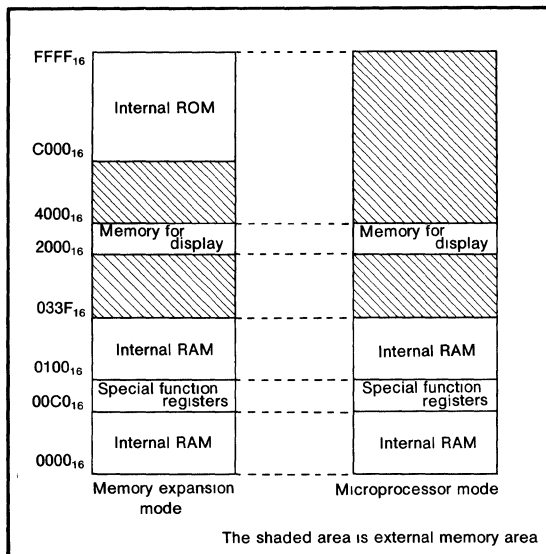 FFFF₁₆
Internal ROM
C000₁₆
4000₁₆
Memory for
display
Memory for
display
2000₁₆
033F₁₆
Internal RAM
Internal RAM
0100₁₆
Special function
registers
Special function
registers
00C0₁₆
Internal RAM
Internal RAM
0000₁₆
Memory expansion
mode
Microprocessor mode
The shaded area is external memory area